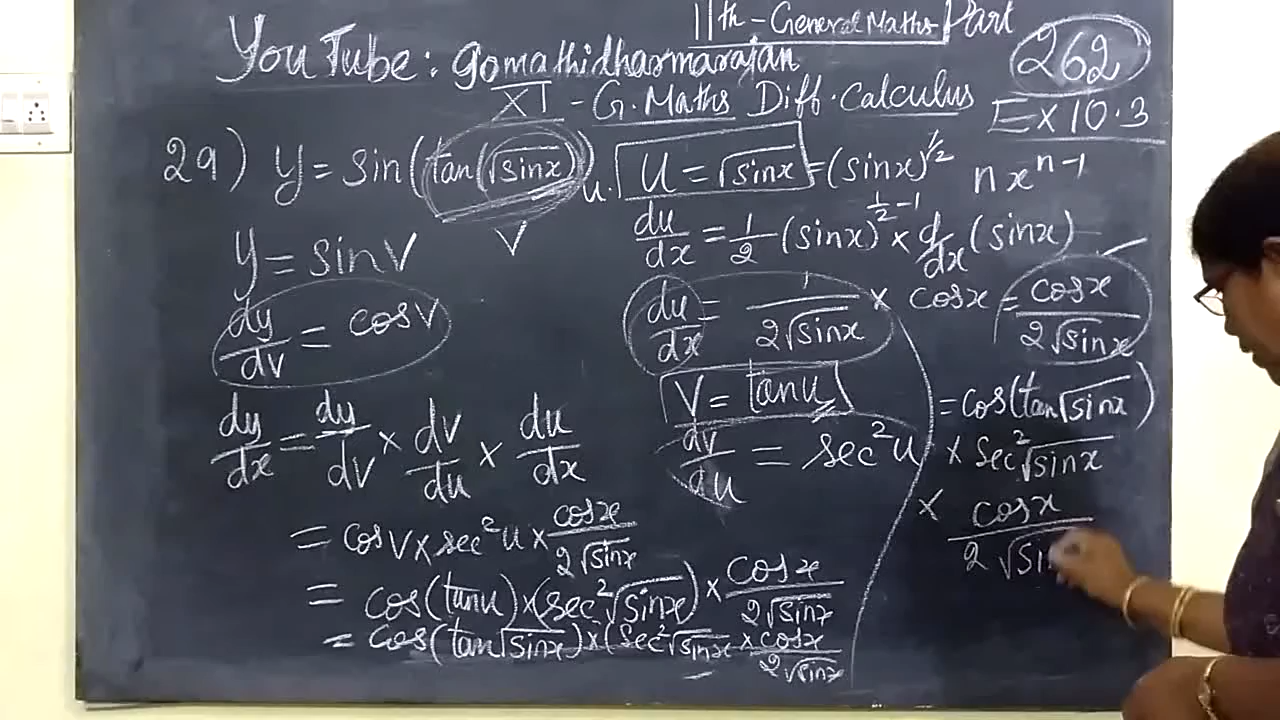 11th - General Maths Part
262
YouTube: gomathidharmarajan
XI - G. Maths Diff. Calculus Ex 10.3
29) y = sin(tan(√sinx)) u.
V
y = sinv
dy/dv = cosv
dy/dx = dy/dv × dv/du × du/dx
= cosv × sec²u × cosx/2√sinx
= cos(tanu) × (sec²√sinx) × cosx/2√sinx
= cos(tan√sinx) × (sec²√sinx × cosx/2√sinx
u = √sinx = (sinx)^1/2 nx^n-1
du/dx = 1/2 (sinx)^1/2-1 × d/dx (sinx)
du/dx = 1/2√sinx × cosx = cosx/2√sinx
V = tanu
dv/du = sec²u
= cos(tan√sinx)
× sec²√sinx
× cosx/2√sin